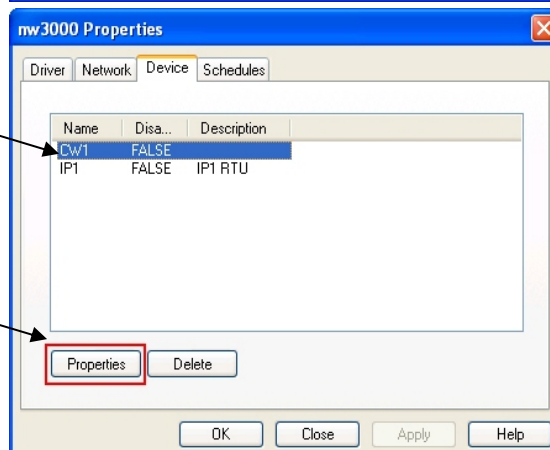 nw3000 Properties
Driver Network Device Schedules
Name Disa... Description
CW1 FALSE
IP1 FALSE IP1 RTU
Properties Delete
OK Close Apply Help